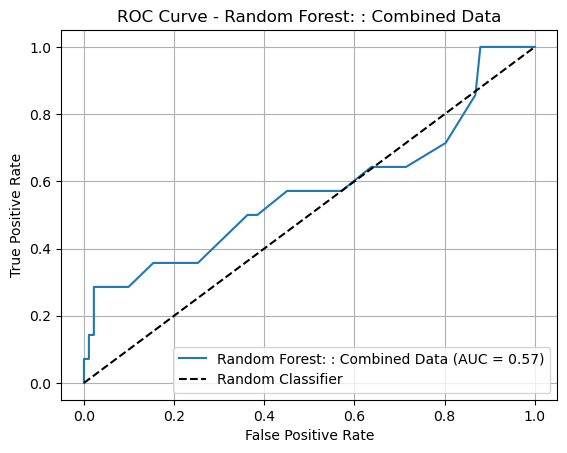 ROC Curve - Random Forest: : Combined Data
True Positive Rate
1.0
0.8
0.6
0.4
0.2
0.0
Random Forest: : Combined Data (AUC = 0.57)
Random Classifier
0.0 0.2 0.4 0.6 0.8 1.0
False Positive Rate